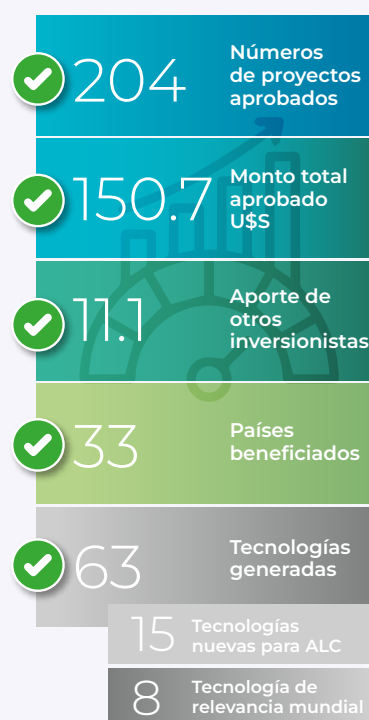 204
Números
de proyectos
aprobados
150.7
Monto total
aprobado
U$S
11.1
Aporte de
otros
inversionistas
33
Países
beneficiados
63
Tecnologías
generadas
15
Tecnologías
nuevas para ALC
8
Tecnología de
relevancia mundial